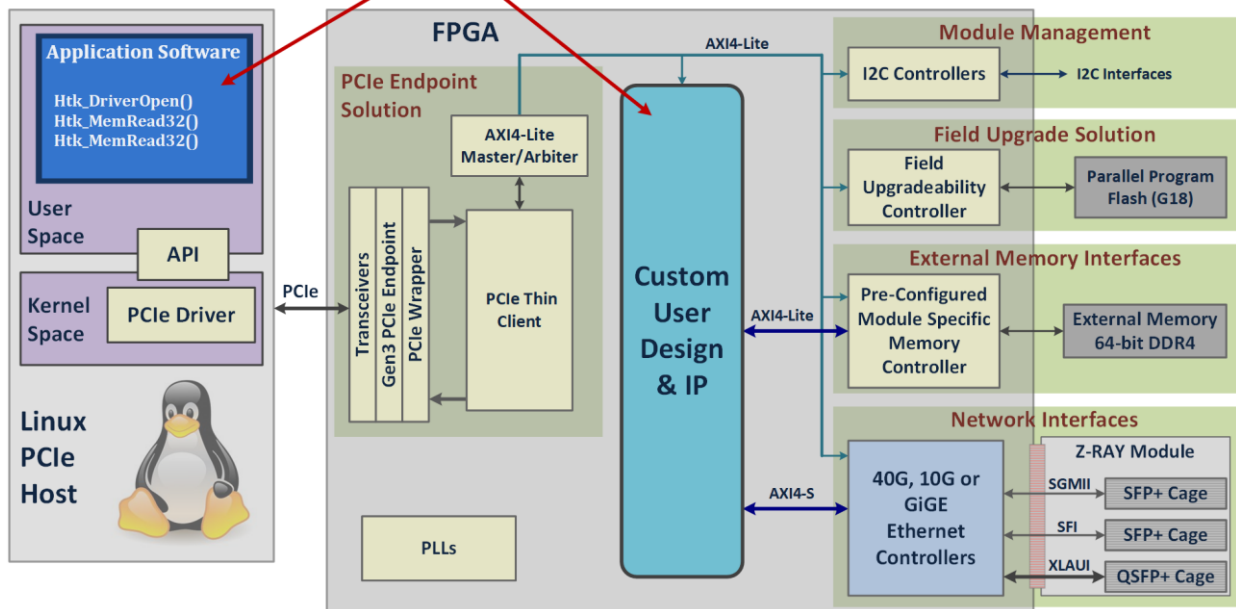 Application Software
Htk_DriverOpen()
Htk_MemRead32()
Htk_MemRead32()
User
Space
API
Kernel
Space
PCIe Driver
Linux
PCIe
Host
PCIe
FPGA
PCIe Endpoint
Solution
AXI4-Lite
Master/Arbiter
Transceivers
Gen3 PCIe Endpoint
PCIe Wrapper
PCIe Thin
Client
PLLs
AXI4-Lite
Custom
User
Design
& IP
AXI4-Lite
AXI4-S
Module Management
I2C Controllers
I2C Interfaces
Field Upgrade Solution
Field
Upgradeability
Controller
Parallel Program
Flash (G18)
External Memory Interfaces
Pre-Configured
Module Specific
Memory
Controller
External Memory
64-bit DDR4
Network Interfaces
40G, 10G or
GiGE
Ethernet
Controllers
Z-RAY Module
SGMII
SFP+ Cage
SFI
SFP+ Cage
XLAUI
QSFP+ Cage